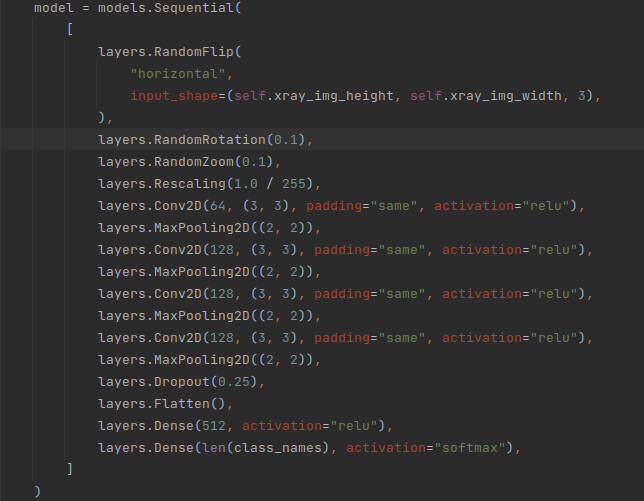 model = models.Sequential(
    [
        layers.RandomFlip(
            "horizontal",
            input_shape=(self.xray_img_height, self.xray_img_width, 3),
        ),
        layers.RandomRotation(0.1),
        layers.RandomZoom(0.1),
        layers.Rescaling(1.0 / 255),
        layers.Conv2D(64, (3, 3), padding="same", activation="relu"),
        layers.MaxPooling2D((2, 2)),
        layers.Conv2D(128, (3, 3), padding="same", activation="relu"),
        layers.MaxPooling2D((2, 2)),
        layers.Conv2D(128, (3, 3), padding="same", activation="relu"),
        layers.MaxPooling2D((2, 2)),
        layers.Conv2D(128, (3, 3), padding="same", activation="relu"),
        layers.MaxPooling2D((2, 2)),
        layers.Dropout(0.25),
        layers.Flatten(),
        layers.Dense(512, activation="relu"),
        layers.Dense(len(class_names), activation="softmax"),
    ]
)